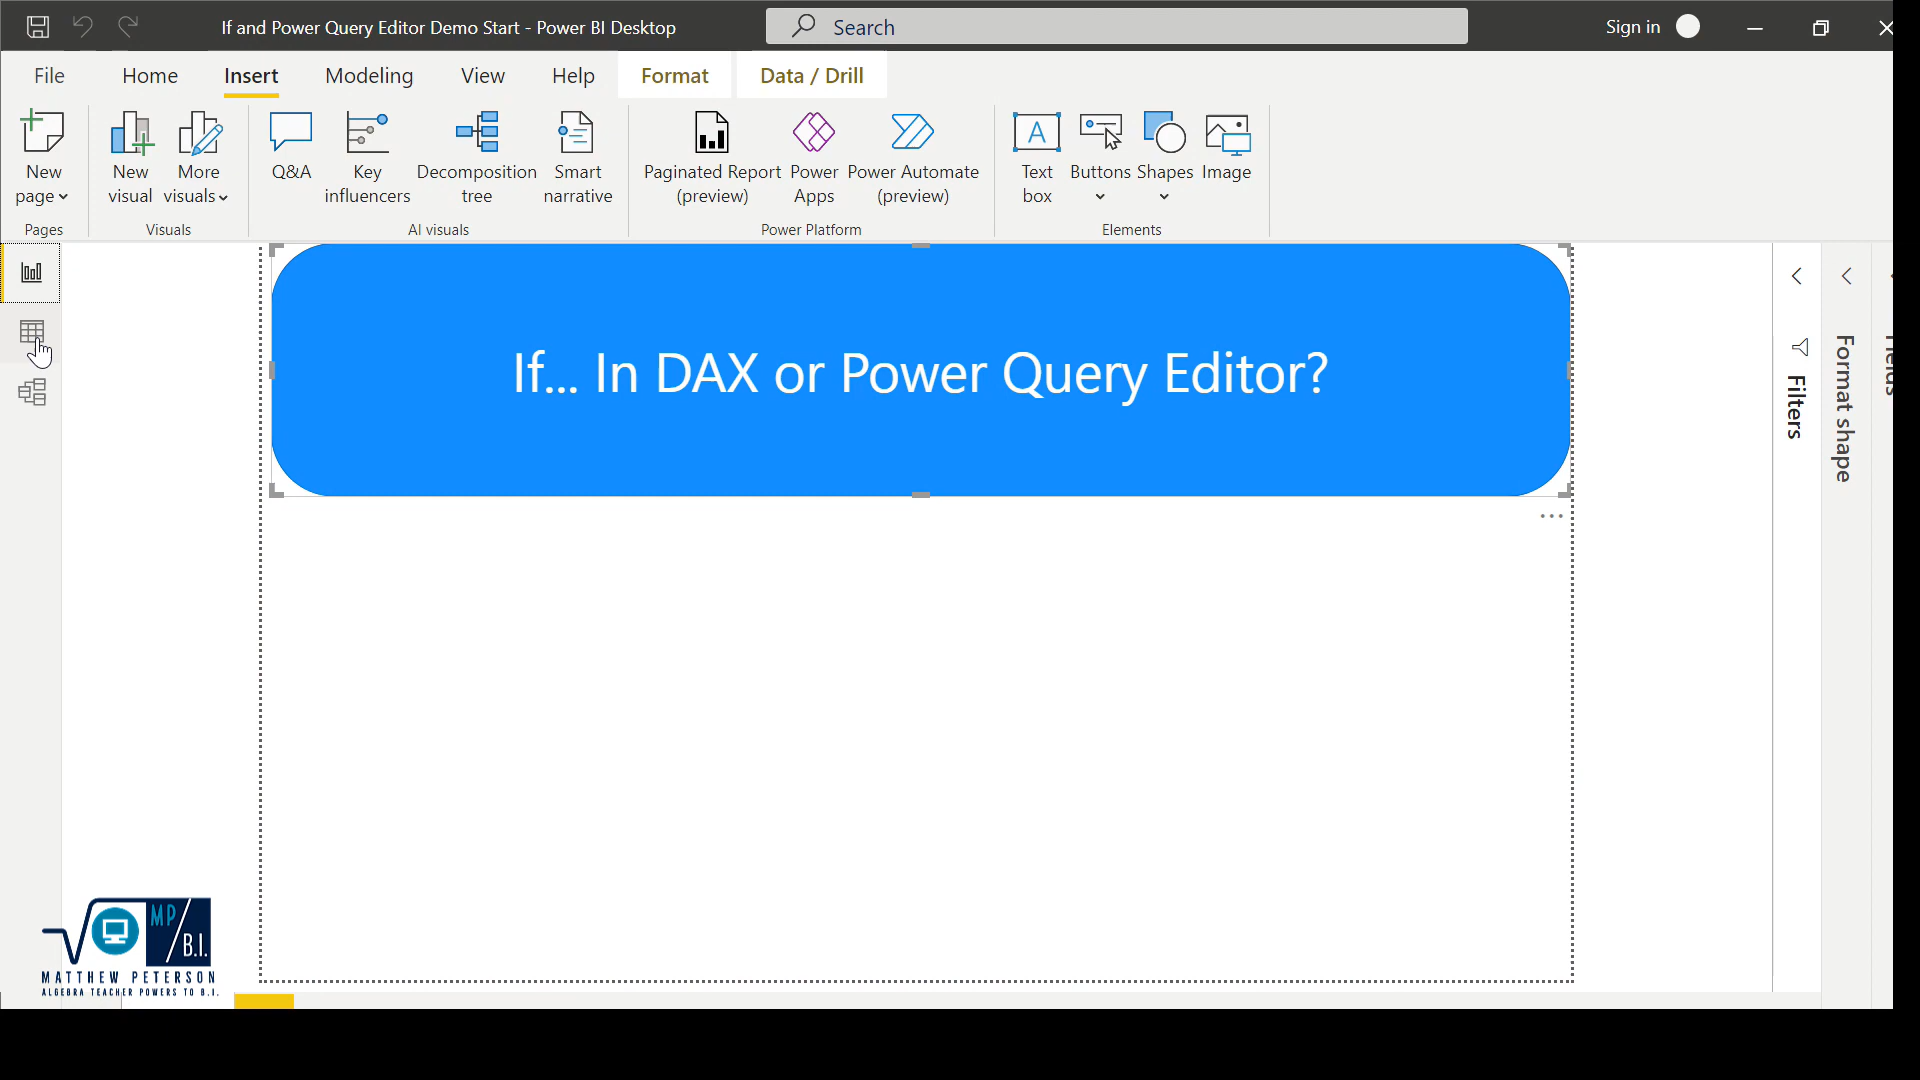 If and Power Query Editor Demo Start - Power BI Desktop
Search
Sign in
File Home Insert Modeling View Help Format Data / Drill
New page
New visual
More visuals
Q&A
Key influencers
Decomposition tree
Smart narrative
Paginated Report (preview)
Power Apps
Power Automate (preview)
Text box
Buttons
Shapes
Image
Pages
Visuals
AI visuals
Power Platform
Elements
If... In DAX or Power Query Editor?
Filters
Format shape
MP
B.I.
MATTHEW PETERSON
ALGEBRA TEACHER POWERS TO B.I.